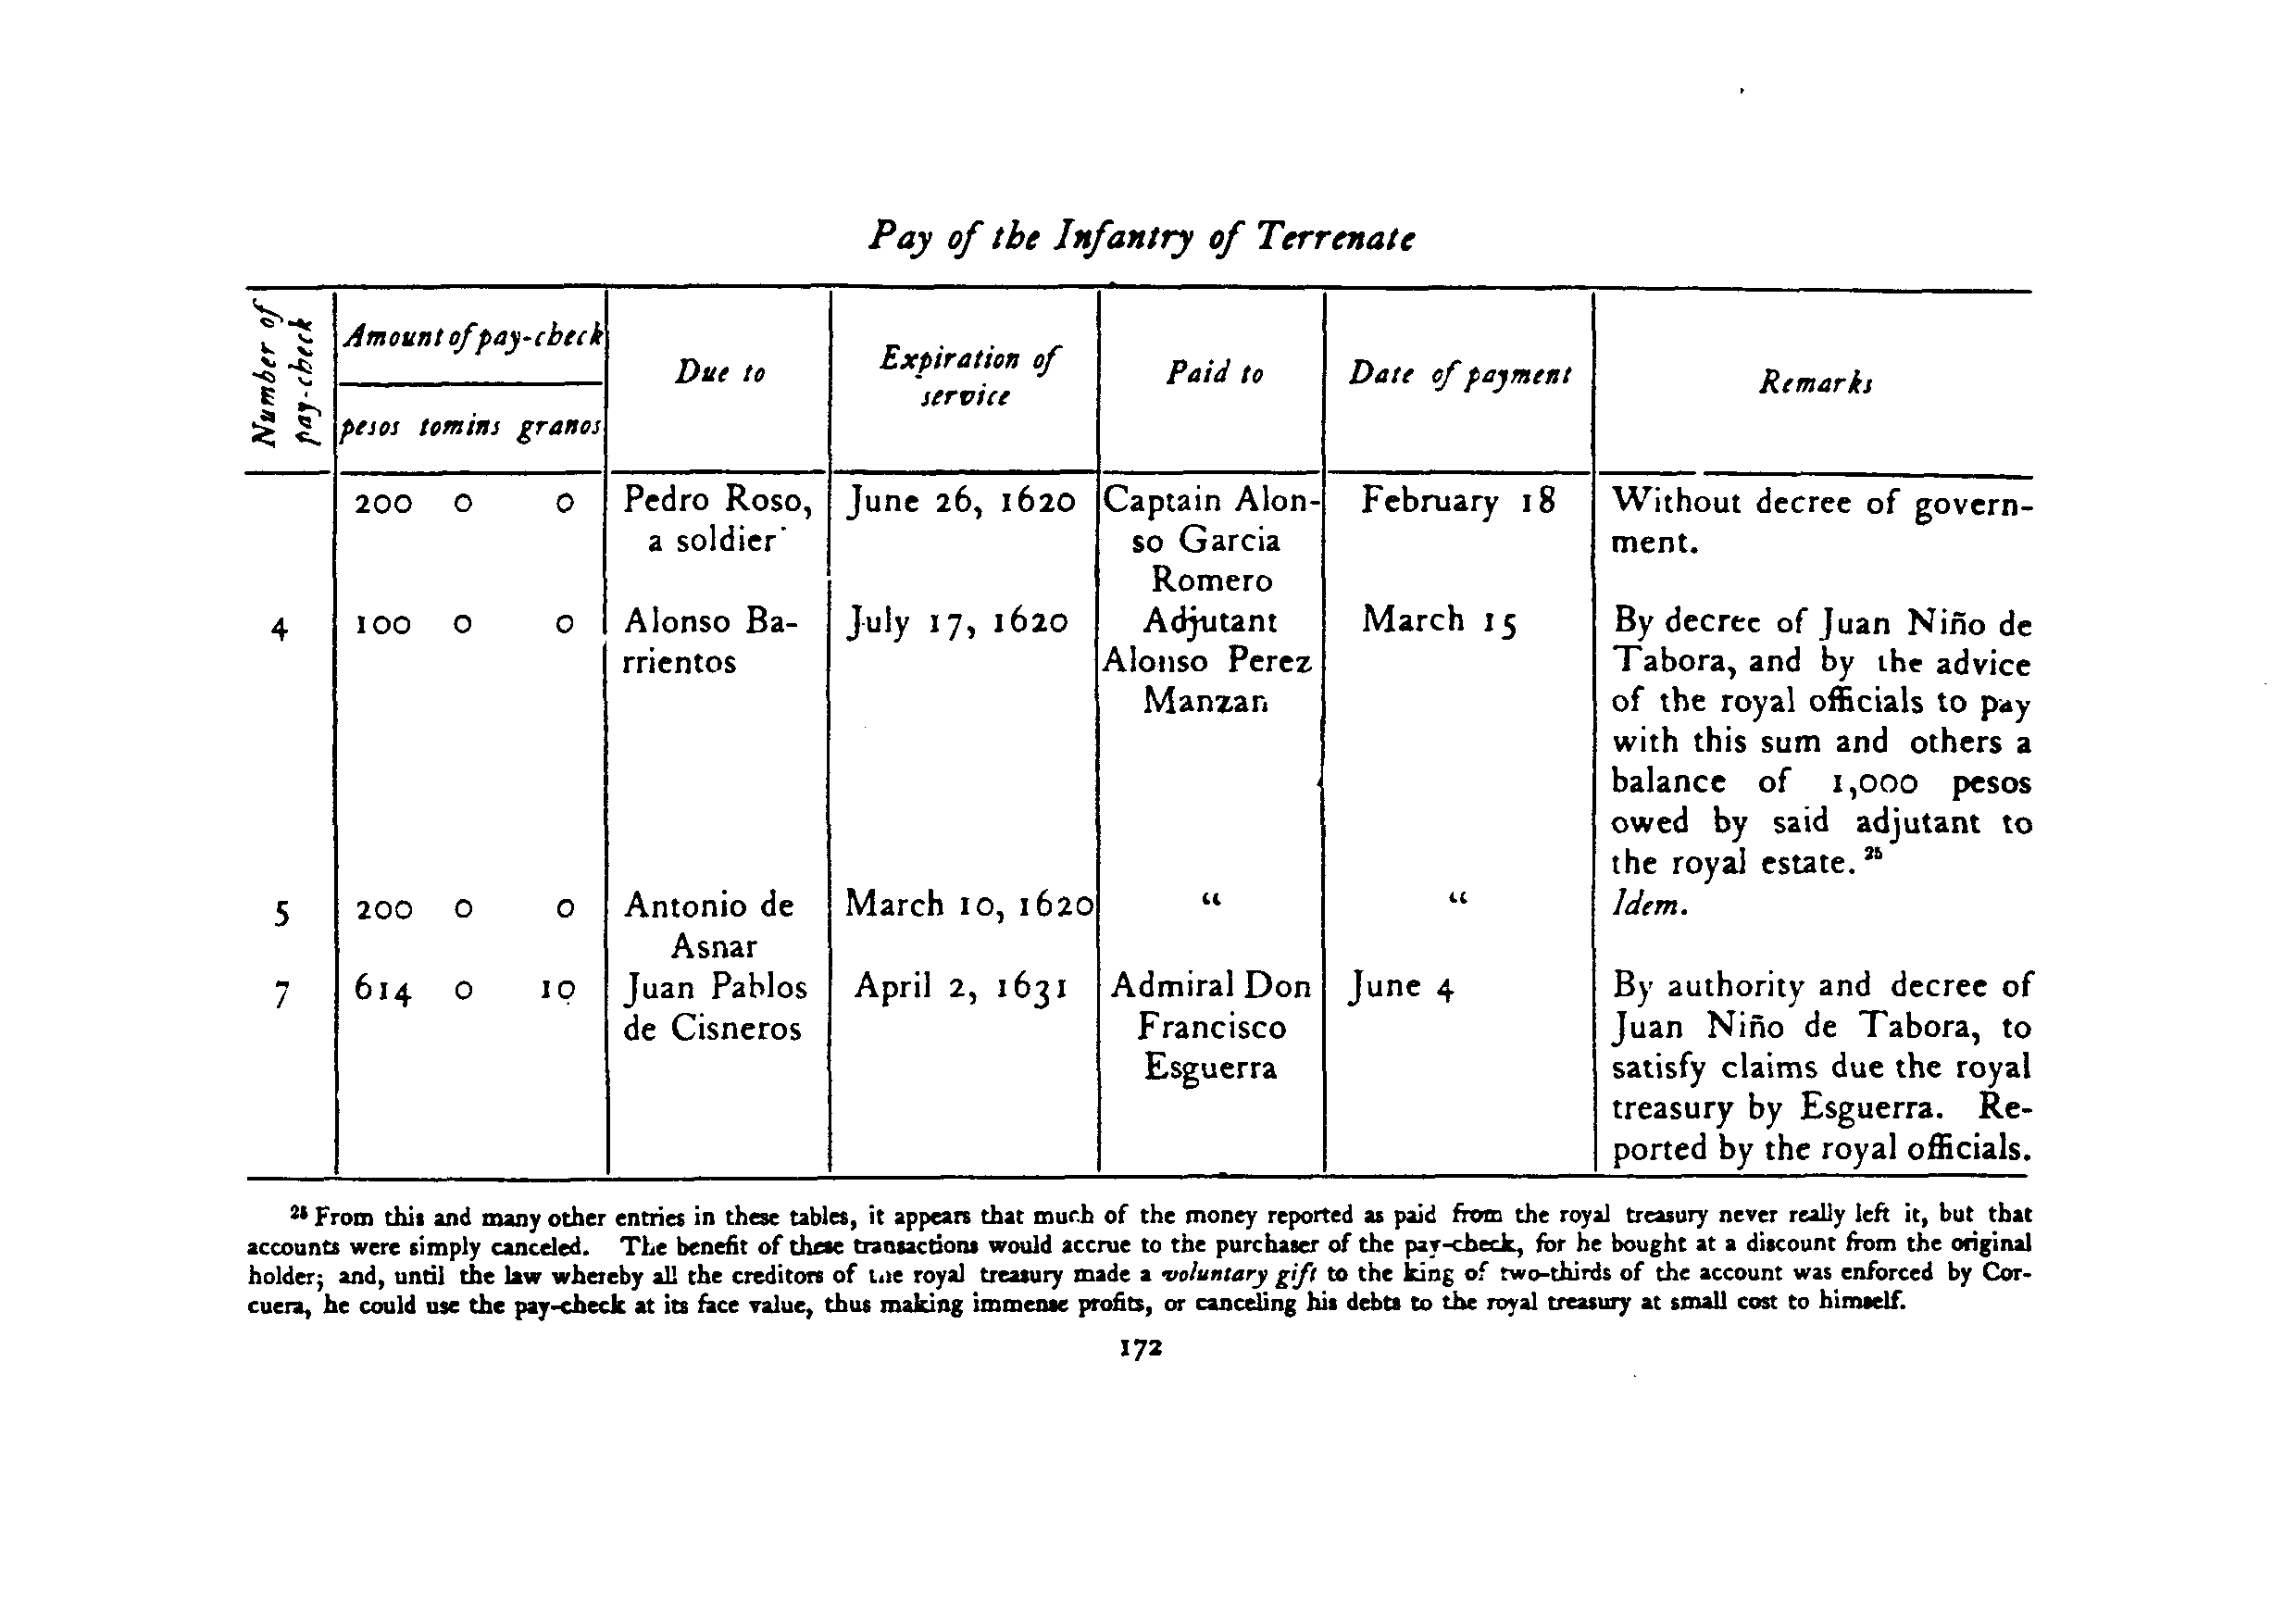 Pay of the Infantry of Terrenate
Number of pay-check
Amount of pay-check
pesos tomins granos
Due to
Expiration of service
Paid to
Date of payment
Remarks
200 0 0 Pedro Roso, June 26, 1620 Captain Alon- February 18 Without decree of govern-
a soldier so Garcia ment.
Romero
4 100 0 0 Alonso Ba- July 17, 1620 Adjutant March 15 By decree of Juan Niño de
rrientos Alonso Perez Tabora, and by the advice
Manzan of the royal officials to pay
with this sum and others a
balance of 1,000 pesos
owed by said adjutant to
the royal estate.²⁵
5 200 0 0 Antonio de March 10, 1620 “ “ Idem.
Asnar
7 614 0 10 Juan Pablos April 2, 1631 Admiral Don June 4 By authority and decree of
de Cisneros Francisco Juan Niño de Tabora, to
Esguerra satisfy claims due the royal
treasury by Esguerra. Re-
ported by the royal officials.
²⁵ From this and many other entries in these tables, it appears that much of the money reported as paid from the royal treasury never really left it, but that
accounts were simply canceled. The benefit of these transactions would accrue to the purchaser of the pay-check, for he bought at a discount from the original
holder; and, until the law whereby all the creditors of the royal treasury made a voluntary gift to the king of two-thirds of the account was enforced by Cor-
cuera, he could use the pay-check at its face value, thus making immense profits, or canceling his debts to the royal treasury at small cost to himself.
172